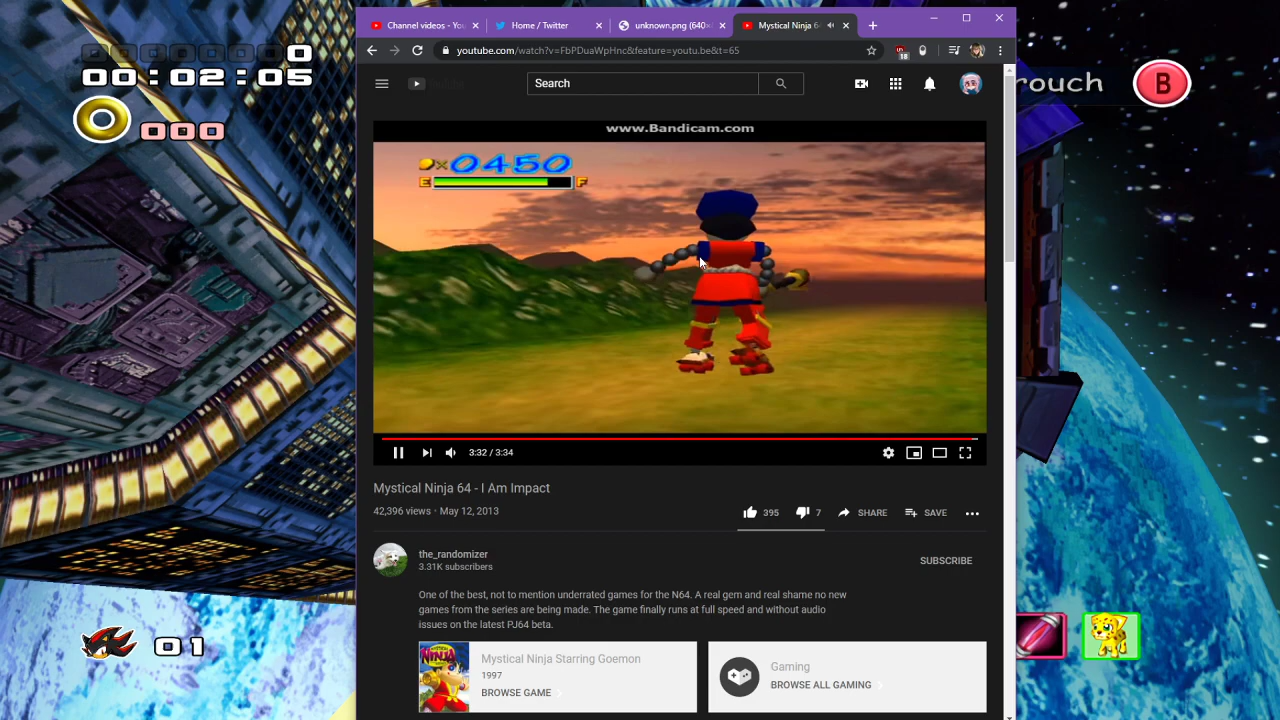 Channel videos - You
Home / Twitter
unknown.png (640×
Mystical Ninja 64
youtube.com/watch?v=FbPDuaWpHnc&feature=youtu.be&t=65
18
0
00:02:05
000
rouch B
Search
www.Bandicam.com
×0450
E F
3:32 / 3:34
Mystical Ninja 64 - I Am Impact
42,396 views • May 12, 2013
395 7 SHARE SAVE
the_randomizer
3.31K subscribers
SUBSCRIBE
One of the best, not to mention underrated games for the N64. A real gem and real shame no new
games from the series are being made. The game finally runs at full speed and without audio
issues on the latest PJ64 beta.
01
Mystical Ninja Starring Goemon
1997
BROWSE GAME
Gaming
BROWSE ALL GAMING